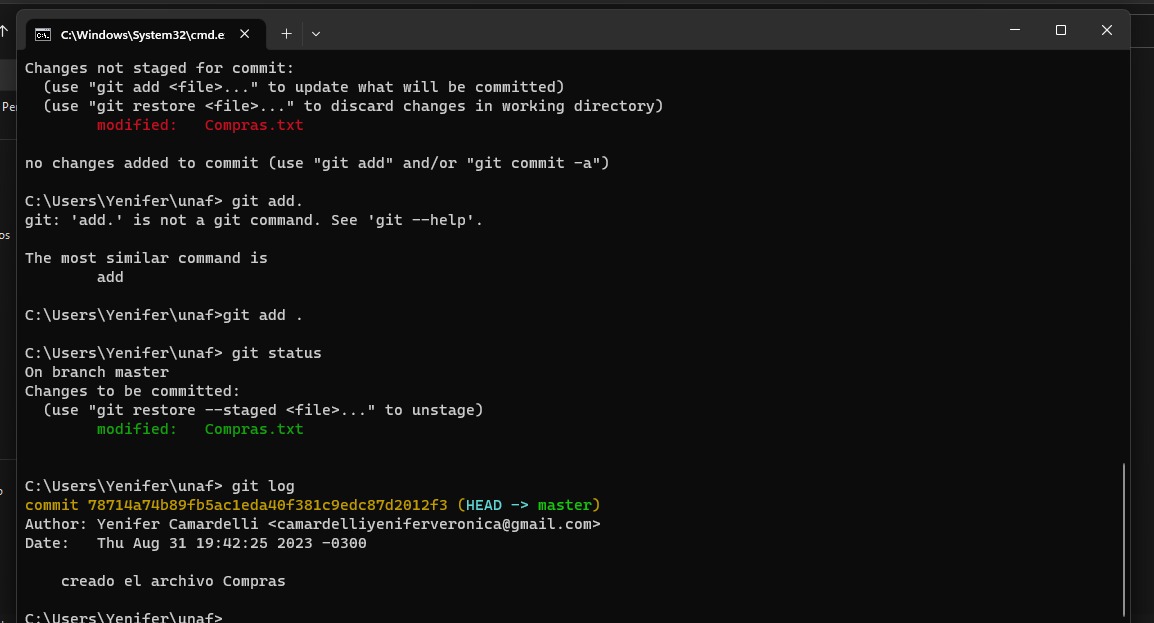 C:\Windows\System32\cmd.e
Changes not staged for commit:
  (use "git add <file>..." to update what will be committed)
  (use "git restore <file>..." to discard changes in working directory)
        modified:   Compras.txt

no changes added to commit (use "git add" and/or "git commit -a")

C:\Users\Yenifer\unaf> git add.
git: 'add.' is not a git command. See 'git --help'.

The most similar command is
        add

C:\Users\Yenifer\unaf>git add .

C:\Users\Yenifer\unaf> git status
On branch master
Changes to be committed:
  (use "git restore --staged <file>..." to unstage)
        modified:   Compras.txt


C:\Users\Yenifer\unaf> git log
commit 78714a74b89fb5ac1eda40f381c9edc87d2012f3 (HEAD -> master)
Author: Yenifer Camardelli <camardelliyeniferveronica@gmail.com>
Date:   Thu Aug 31 19:42:25 2023 -0300

    creado el archivo Compras

C:\Users\Yenifer\unaf>